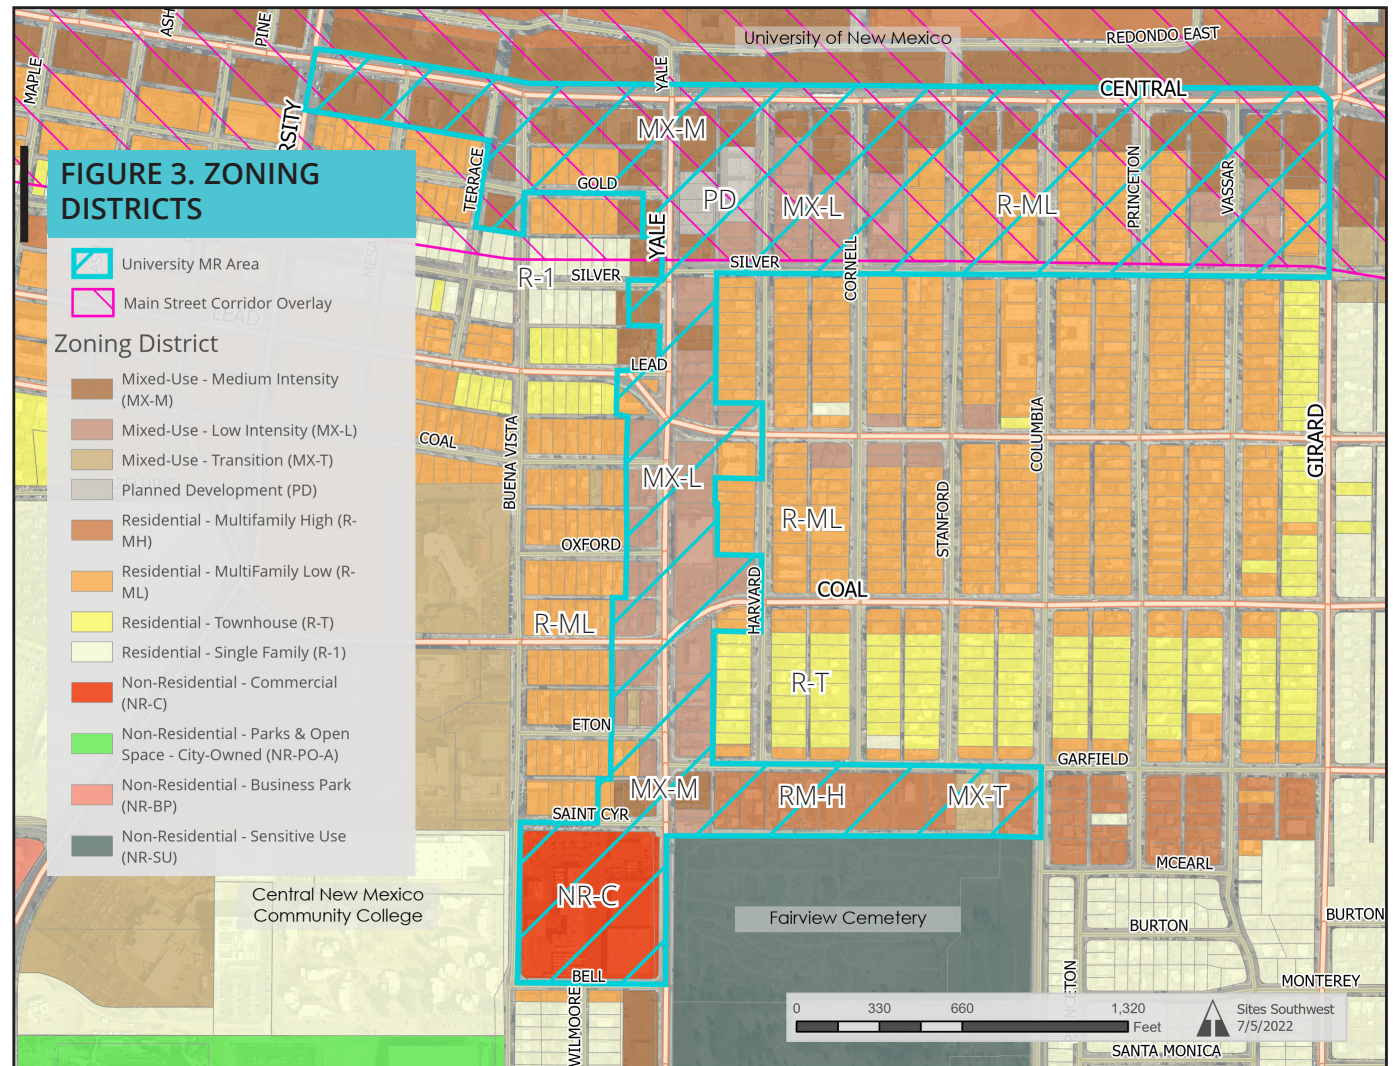 ASH
PINE
MAPLE
YALE
University of New Mexico
REDONDO EAST
CENTRAL
RSITY
MX-M
FIGURE 3. ZONING
DISTRICTS
TERRACE
GOLD
PD
MX-L
R-ML
PRINCETON
VASSAR
YALE
CORNELL
SILVER
R-1
SILVER
University MR Area
Main Street Corridor Overlay
LEAD
Zoning District
Mixed-Use - Medium Intensity
(MX-M)
Mixed-Use - Low Intensity (MX-L)
Mixed-Use - Transition (MX-T)
Planned Development (PD)
Residential - Multifamily High (R-
MH)
Residential - MultiFamily Low (R-
ML)
Residential - Townhouse (R-T)
Residential - Single Family (R-1)
Non-Residential - Commercial
(NR-C)
Non-Residential - Parks & Open
Space - City-Owned (NR-PO-A)
Non-Residential - Business Park
(NR-BP)
Non-Residential - Sensitive Use
(NR-SU)
LEAD
COAL
BUENA VISTA
COLUMBIA
GIRARD
MX-L
R-ML
STANFORD
OXFORD
HARVARD
COAL
R-ML
R-T
ETON
GARFIELD
MX-M
RM-H
MX-T
SAINT CYR
MCEARL
NR-C
Central New Mexico
Community College
Fairview Cemetery
BURTON
BURTON
BELL
WILMOORE
MONTEREY
0 330 660 1,320
Feet
Sites Southwest
7/5/2022
SANTA MONICA